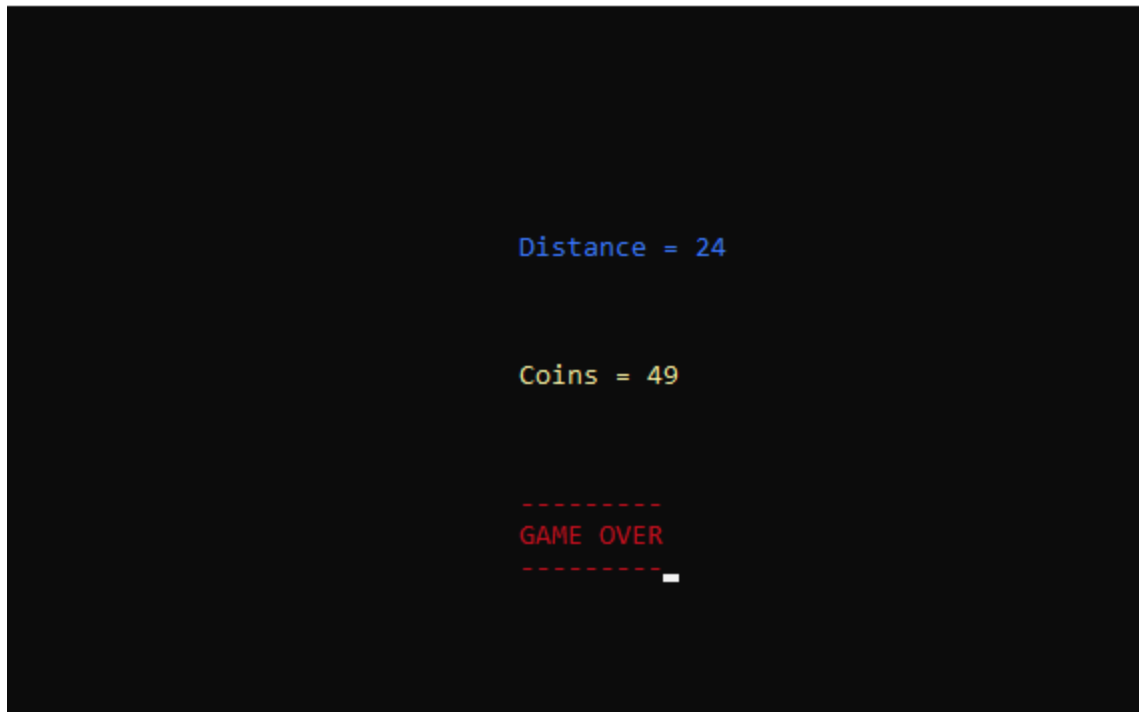 Distance = 24
Coins = 49
---------
GAME OVER
---------